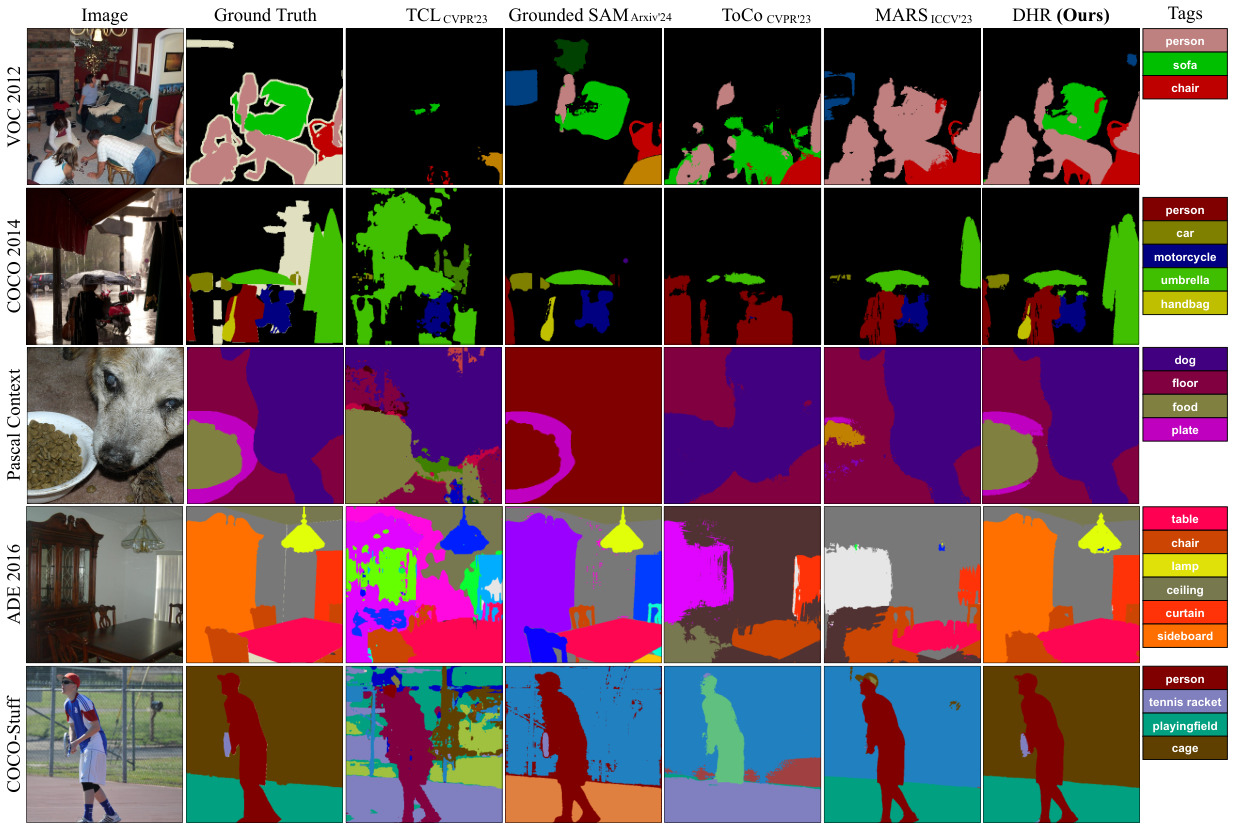 Image Ground Truth TCL CVPR'23 Grounded SAM Arxiv'24 ToCo CVPR'23 MARS ICCV'23 DHR (Ours) Tags
VOC 2012
person
sofa
chair
COCO 2014
person
car
motorcycle
umbrella
handbag
Pascal Context
dog
floor
food
plate
ADE 2016
table
chair
lamp
ceiling
curtain
sideboard
COCO-Stuff
person
tennis racket
playingfield
cage